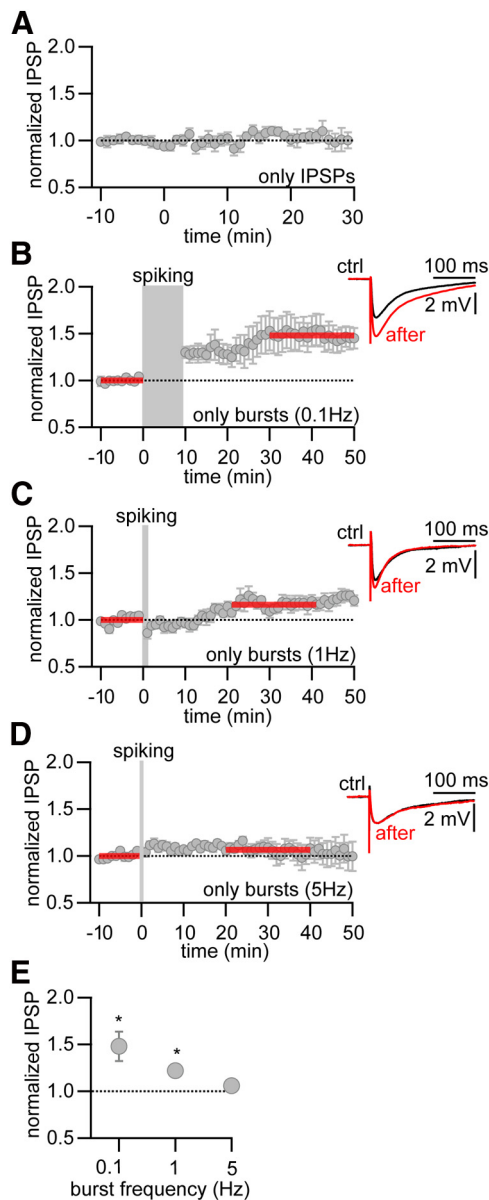 A
normalized IPSP
2.0
1.5
1.0
0.5
only IPSPs
-10 0 10 20 30
time (min)
B
normalized IPSP
2.0
1.5
1.0
0.5
spiking
only bursts (0.1Hz)
-10 0 10 20 30 40 50
time (min)
ctrl
100 ms
2 mV
after
C
normalized IPSP
2.0
1.5
1.0
0.5
spiking
only bursts (1Hz)
-10 0 10 20 30 40 50
time (min)
ctrl
100 ms
2 mV
after
D
normalized IPSP
2.0
1.5
1.0
0.5
spiking
only bursts (5Hz)
-10 0 10 20 30 40 50
time (min)
ctrl
100 ms
2 mV
after
E
normalized IPSP
2.0
1.5
1.0
0.5
*
*
0.1 1 5
burst frequency (Hz)